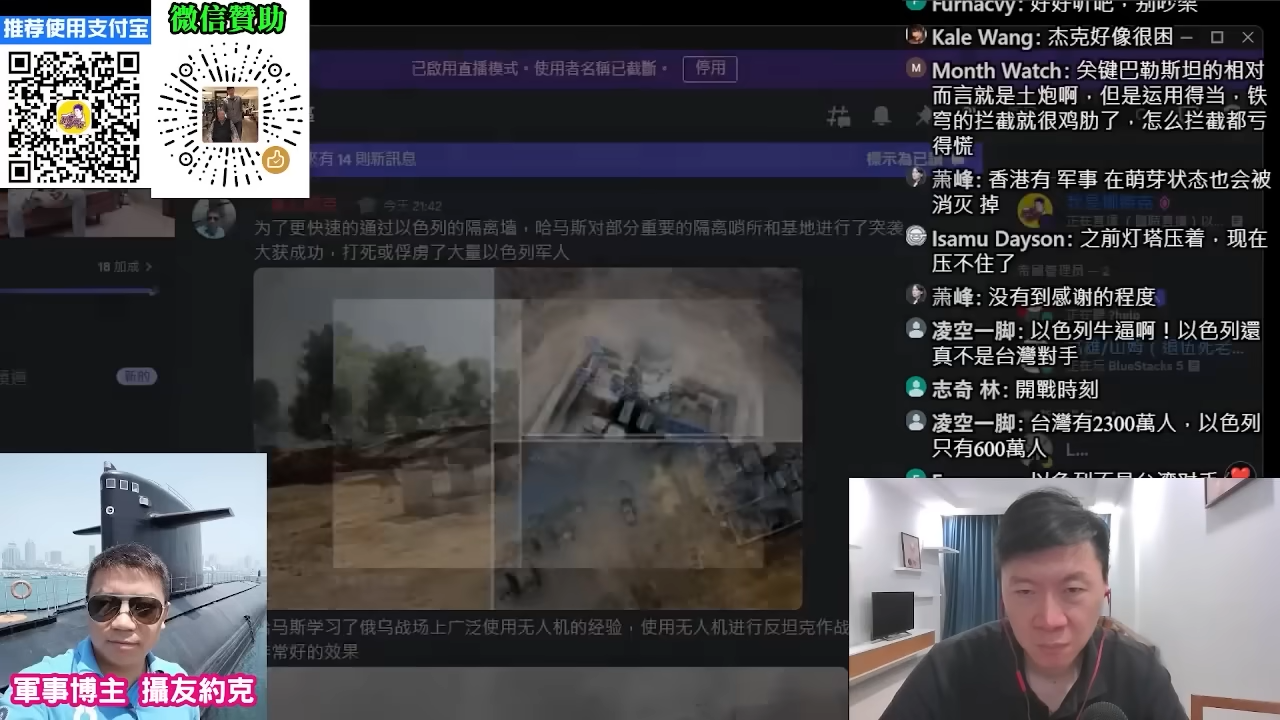 推荐使用支付宝
微信贊助
已啟用直播模式。使用者名稱已截斷。
停用
有 14 則新訊息
標示為已讀
今天 21:42
为了更快速的通过以色列的隔离墙，哈马斯对部分重要的隔离哨所和基地进行了突袭
大获成功，打死或俘虏了大量以色列军人
18 加成 >
新的
马斯学习了俄乌战场上广泛使用无人机的经验，使用无人机进行反坦克作战
常好的效果
Furnacvy: 好好听吧，别吵架
Kale Wang: 杰克好像很困
Month Watch: 关键巴勒斯坦的相对
而言就是土炮啊，但是运用得当，铁
穹的拦截就很鸡肋了，怎么拦截都亏
得慌
萧峰: 香港有 军事 在萌芽状态也会被
消灭 掉
Isamu Dayson: 之前灯塔压着，现在
压不住了
萧峰: 没有到感谢的程度
凌空一脚: 以色列牛逼啊！以色列還
真不是台灣對手
BlueStacks 5
志奇 林: 開戰時刻
凌空一脚: 台灣有2300萬人，以色列
只有600萬人
L...
軍事博主 攝友約克